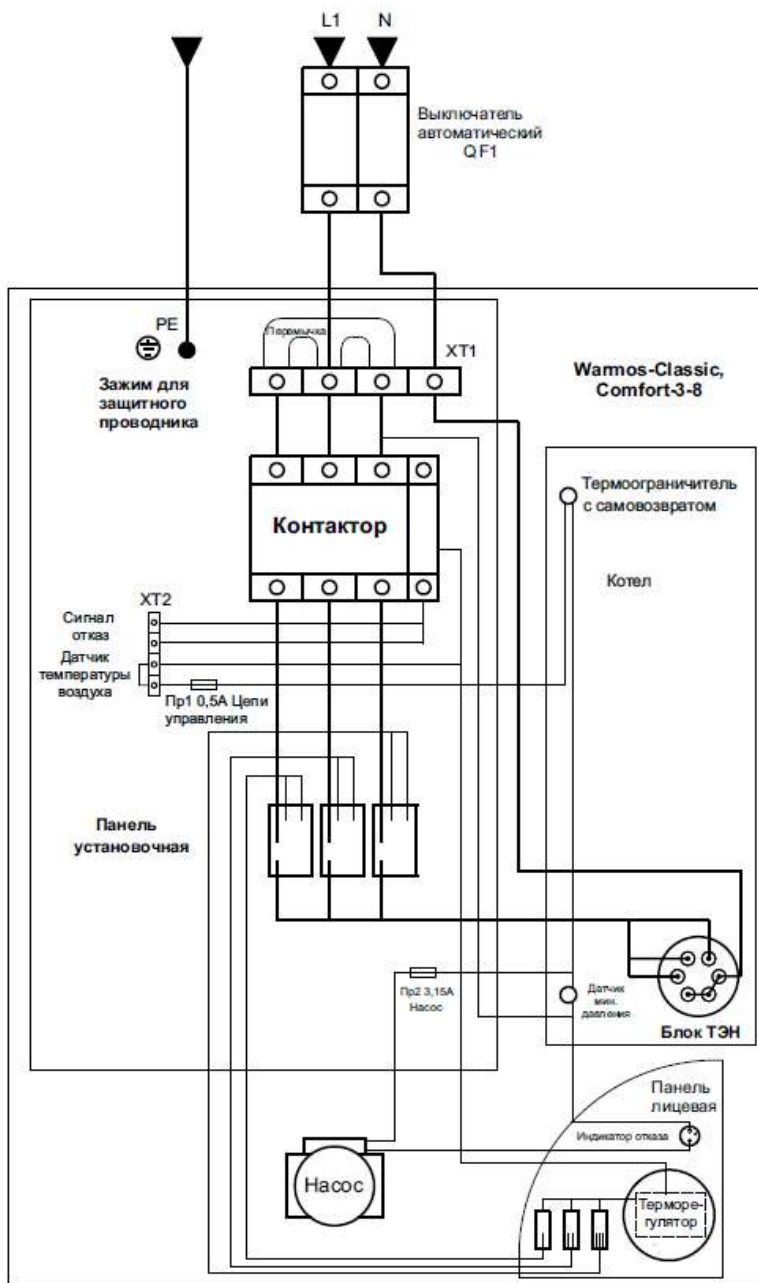 L1
N
Выключатель
автоматический
QF1
PE
Перемычка
XT1
Зажим для
защитного
проводника
Warmos-Classic,
Comfort-3-8
Термоограничитель
с самовозвратом
Контактор
Котел
XT2
Сигнал
отказ
Датчик
температуры
воздуха
Пр1 0,5А Цепи
управления
Панель
установочная
Пр2 3,15А
Насос
Датчик
мин.
давления
Блок ТЭН
Панель
лицевая
Индикатор отказа
Насос
Терморе-
гулятор